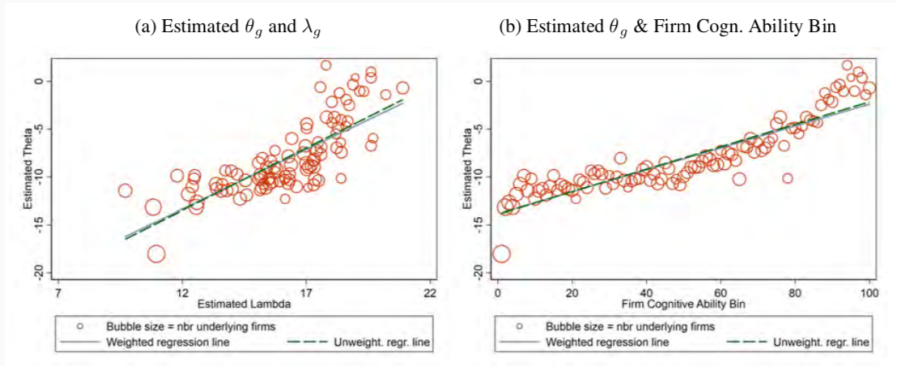 (a) Estimated θg and λg
0
-5
-10
-15
-20
Estimated Theta
7 12 17 22
Estimated Lambda
Bubble size = nbr underlying firms
Weighted regression line Unweight. regr. line
(b) Estimated θg & Firm Cogn. Ability Bin
0
-5
-10
-15
-20
Estimated Theta
0 20 40 60 80 100
Firm Cognitive Ability Bin
Bubble size = nbr underlying firms
Weighted regression line Unweight. regr. line